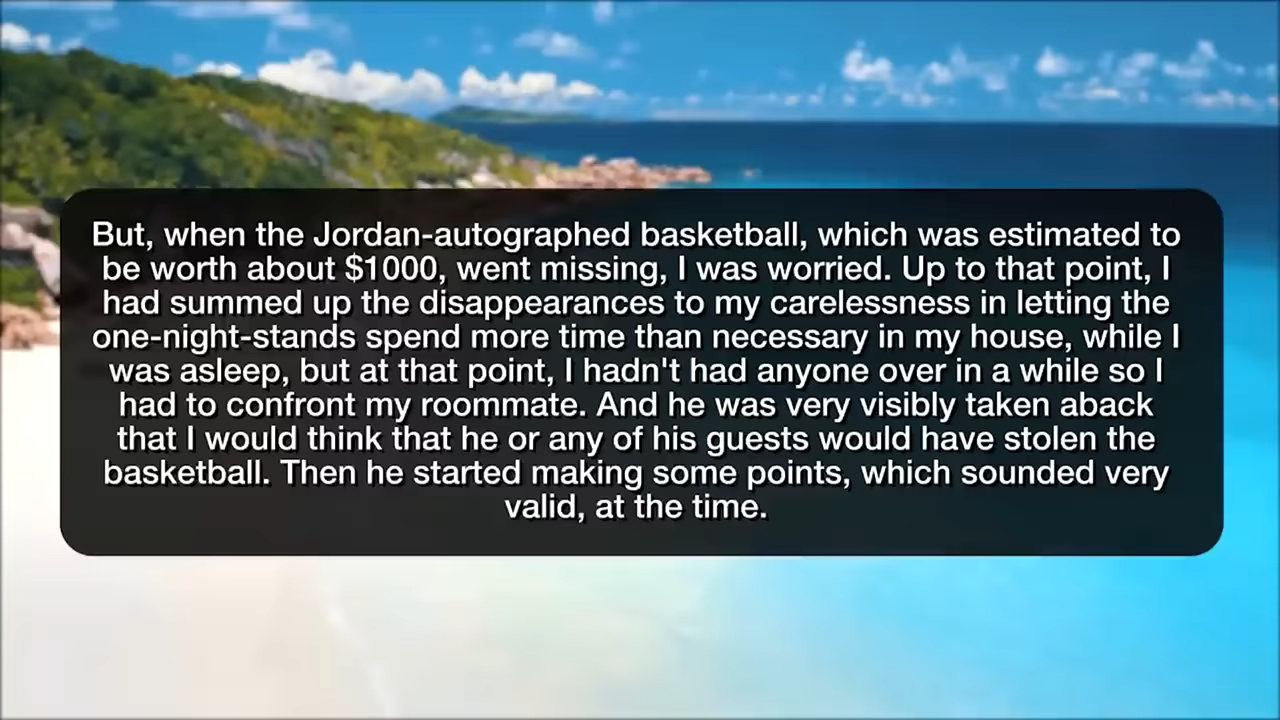 But, when the Jordan-autographed basketball, which was estimated to
be worth about $1000, went missing, I was worried. Up to that point, I
had summed up the disappearances to my carelessness in letting the
one-night-stands spend more time than necessary in my house, while I
was asleep, but at that point, I hadn't had anyone over in a while so I
had to confront my roommate. And he was very visibly taken aback
that I would think that he or any of his guests would have stolen the
basketball. Then he started making some points, which sounded very
valid, at the time.